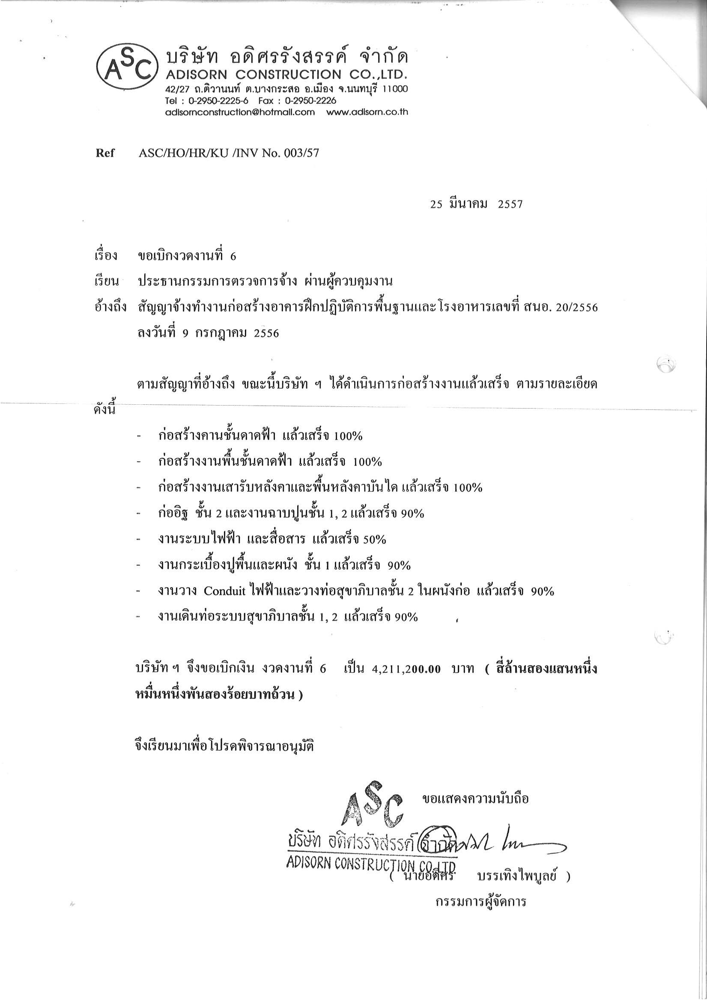 ASC
บริษัท อดิศรรังสรรค์ จำกัด
ADISORN CONSTRUCTION CO.,LTD.
42/27 ถ.ติวานนท์ ต.บางกระสอ อ.เมือง จ.นนทบุรี 11000
Tel : 0-2950-2225-6 Fax : 0-2950-2226
adisornconstruction@hotmail.com www.adisorn.co.th
Ref ASC/HO/HR/KU /INV No. 003/57
25 มีนาคม 2557
เรื่อง ขอเบิกงวดงานที่ 6
เรียน ประธานกรรมการตรวจการจ้าง ผ่านผู้ควบคุมงาน
อ้างถึง สัญญาจ้างทำงานก่อสร้างอาคารฝึกปฏิบัติการพื้นฐานและโรงอาหารเลขที่ สนอ. 20/2556
ลงวันที่ 9 กรกฎาคม 2556
ตามสัญญาที่อ้างถึง ขณะนี้บริษัท ฯ ได้ดำเนินการก่อสร้างงานแล้วเสร็จ ตามรายละเอียด
ดังนี้
- ก่อสร้างคานชั้นดาดฟ้า แล้วเสร็จ 100%
- ก่อสร้างงานพื้นชั้นดาดฟ้า แล้วเสร็จ 100%
- ก่อสร้างงานเสารับหลังคาและพื้นหลังคาบันได แล้วเสร็จ 100%
- ก่ออิฐ ชั้น 2 และงานฉาบปูนชั้น 1, 2 แล้วเสร็จ 90%
- งานระบบไฟฟ้า และสื่อสาร แล้วเสร็จ 50%
- งานกระเบื้องปูพื้นและผนัง ชั้น 1 แล้วเสร็จ 90%
- งานวาง Conduit ไฟฟ้าและวางท่อสุขาภิบาลชั้น 2 ในผนังก่อ แล้วเสร็จ 90%
- งานเดินท่อระบบสุขาภิบาลชั้น 1, 2 แล้วเสร็จ 90%
บริษัท ฯ จึงขอเบิกเงิน งวดงานที่ 6 เป็น 4,211,200.00 บาท ( สี่ล้านสองแสนหนึ่ง
หมื่นหนึ่งพันสองร้อยบาทถ้วน )
จึงเรียนมาเพื่อโปรดพิจารณาอนุมัติ
ขอแสดงความนับถือ
ASC
บริษัท อดิศรรังสรรค์ จำกัด
ADISORN CONSTRUCTION CO.,LTD.
( นายอดิศร บรรเทิงไพบูลย์ )
กรรมการผู้จัดการ